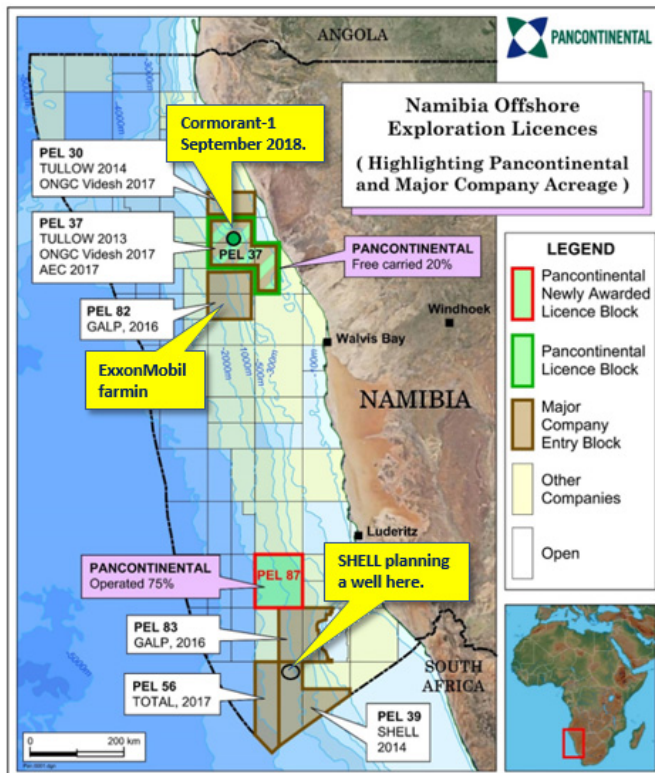 ANGOLA
PANCONTINENTAL
Namibia Offshore
Exploration Licences
( Highlighting Pancontinental
and Major Company Acreage )
Cormorant-1
September 2018.
PEL 30
TULLOW 2014
ONGC Videsh 2017
PEL 37
TULLOW 2013
ONGC Videsh 2017
AEC 2017
PEL 37
PANCONTINENTAL
Free carried 20%
PEL 82
GALP, 2016
ExxonMobil
farmin
Windhoek
Walvis Bay
NAMIBIA
-3000m
-4000m
-2000m
-1000m
-500m
-300m
-100m
LEGEND
Pancontinental
Newly Awarded
Licence Block
Pancontinental
Licence Block
Major
Company
Entry Block
Other
Companies
Open
Luderitz
PANCONTINENTAL
Operated 75%
PEL 87
SHELL planning
a well here.
PEL 83
GALP, 2016
PEL 56
TOTAL, 2017
PEL 39
SHELL
2014
SOUTH
AFRICA
0
200 km